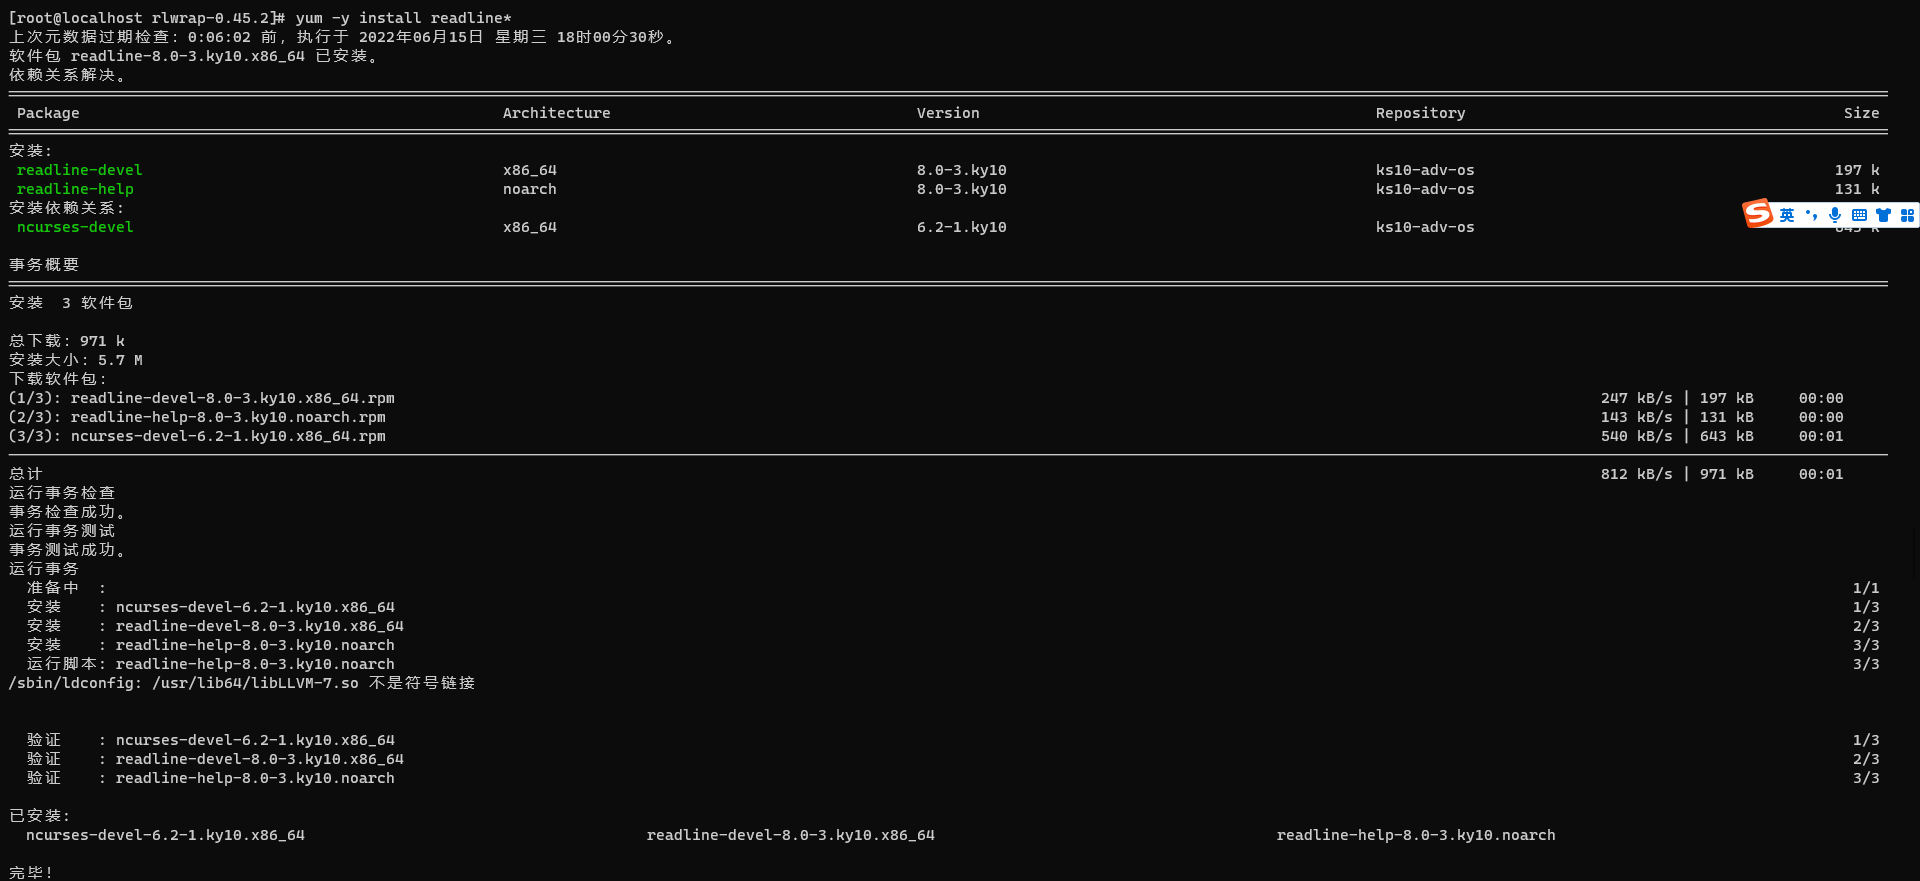 [root@localhost rlwrap-0.45.2]# yum -y install readline*
上次元数据过期检查：0:06:02 前，执行于 2022年06月15日 星期三 18时00分30秒。
软件包 readline-8.0-3.ky10.x86_64 已安装。
依赖关系解决。
Package Architecture Version Repository Size
安装:
readline-devel x86_64 8.0-3.ky10 ks10-adv-os 197 k
readline-help noarch 8.0-3.ky10 ks10-adv-os 131 k
安装依赖关系:
英
ncurses-devel x86_64 6.2-1.ky10 ks10-adv-os k
事务概要
安装  3 软件包
总下载：971 k
安装大小：5.7 M
下载软件包：
(1/3): readline-devel-8.0-3.ky10.x86_64.rpm 247 kB/s | 197 kB 00:00
(2/3): readline-help-8.0-3.ky10.noarch.rpm 143 kB/s | 131 kB 00:00
(3/3): ncurses-devel-6.2-1.ky10.x86_64.rpm 540 kB/s | 643 kB 00:01
总计 812 kB/s | 971 kB 00:01
运行事务检查
事务检查成功。
运行事务测试
事务测试成功。
运行事务
准备中  : 1/1
安装    : ncurses-devel-6.2-1.ky10.x86_64 1/3
安装    : readline-devel-8.0-3.ky10.x86_64 2/3
安装    : readline-help-8.0-3.ky10.noarch 3/3
运行脚本: readline-help-8.0-3.ky10.noarch 3/3
/sbin/ldconfig: /usr/lib64/libLLVM-7.so 不是符号链接
验证    : ncurses-devel-6.2-1.ky10.x86_64 1/3
验证    : readline-devel-8.0-3.ky10.x86_64 2/3
验证    : readline-help-8.0-3.ky10.noarch 3/3
已安装:
ncurses-devel-6.2-1.ky10.x86_64 readline-devel-8.0-3.ky10.x86_64 readline-help-8.0-3.ky10.noarch
完毕！